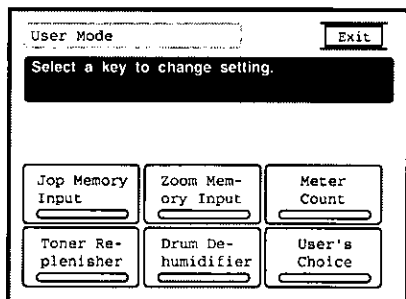 User Mode
Exit
Select a key to change setting.
Jop Memory
Input
Zoom Mem-
ory Input
Meter
Count
Toner Re-
plenisher
Drum De-
humidifier
User's
Choice